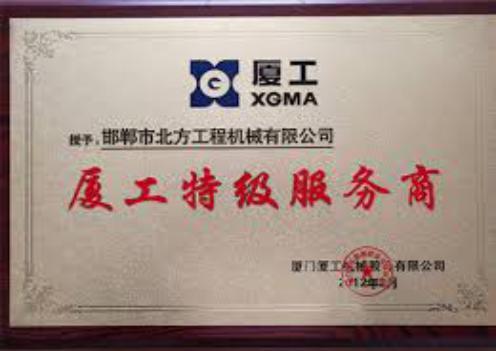 厦工
XGMA
授予：邯郸市北方工程机械有限公司
厦工特级服务商
厦门厦工机械股份有限公司
2012年 月